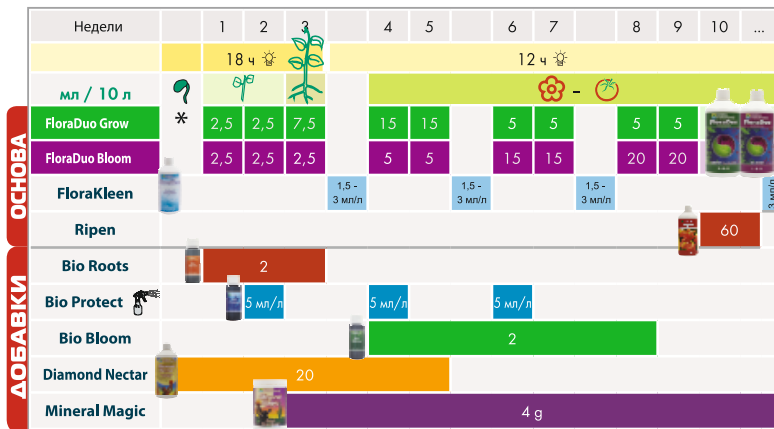 Недели 1 2 3 4 5 6 7 8 9 10 ...
18 ч 12 ч
мл / 10 л
ОСНОВА
FloraDuo Grow * 2,5 2,5 7,5 15 15 5 5 5 5
FloraDuo Bloom 2,5 2,5 2,5 5 5 15 15 20 20
FloraKleen 1,5 - 3 мл/л 1,5 - 3 мл/л 1,5 - 3 мл/л 3 мл/л
Ripen 60
ДОБАВКИ
Bio Roots 2
Bio Protect 5 мл/л 5 мл/л 5 мл/л
Bio Bloom 2
Diamond Nectar 20
Mineral Magic 4 g